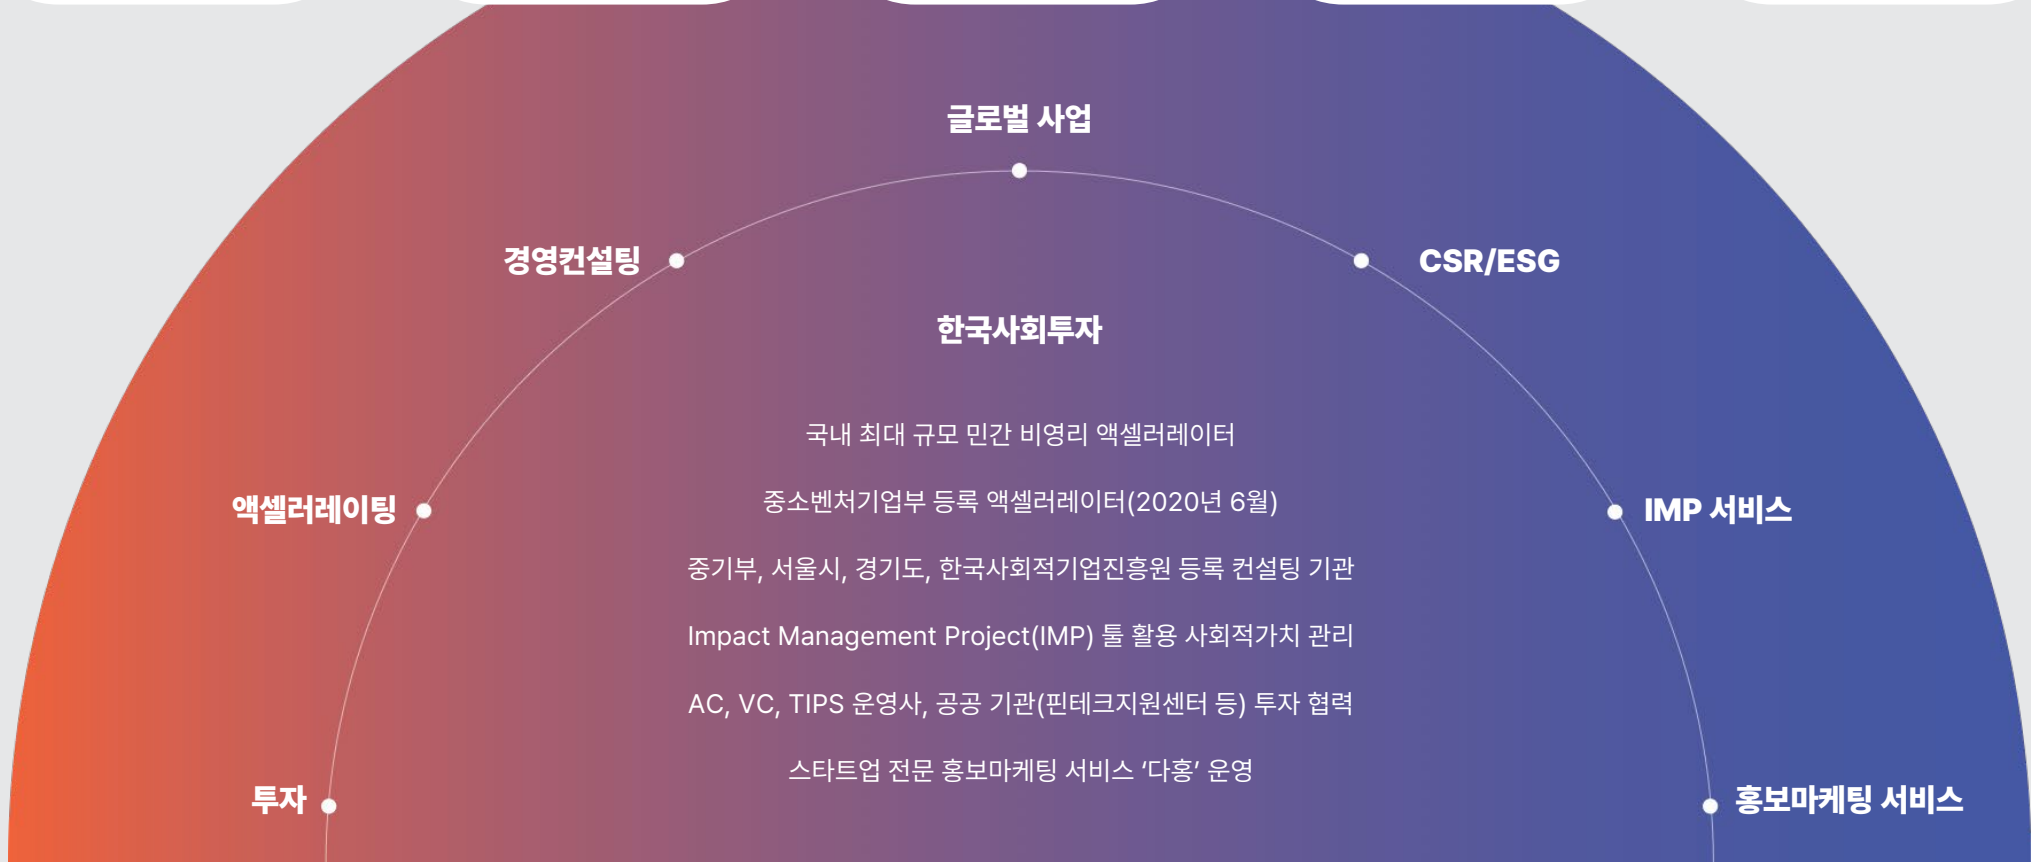 글로벌 사업
경영컨설팅
CSR/ESG
한국사회투자
국내 최대 규모 민간 비영리 액셀러레이터
중소벤처기업부 등록 액셀러레이터(2020년 6월)
액셀러레이팅
IMP 서비스
중기부, 서울시, 경기도, 한국사회적기업진흥원 등록 컨설팅 기관
Impact Management Project(IMP) 툴 활용 사회적가치 관리
AC, VC, TIPS 운영사, 공공 기관(핀테크지원센터 등) 투자 협력
스타트업 전문 홍보마케팅 서비스 ‘다홍’ 운영
투자
홍보마케팅 서비스